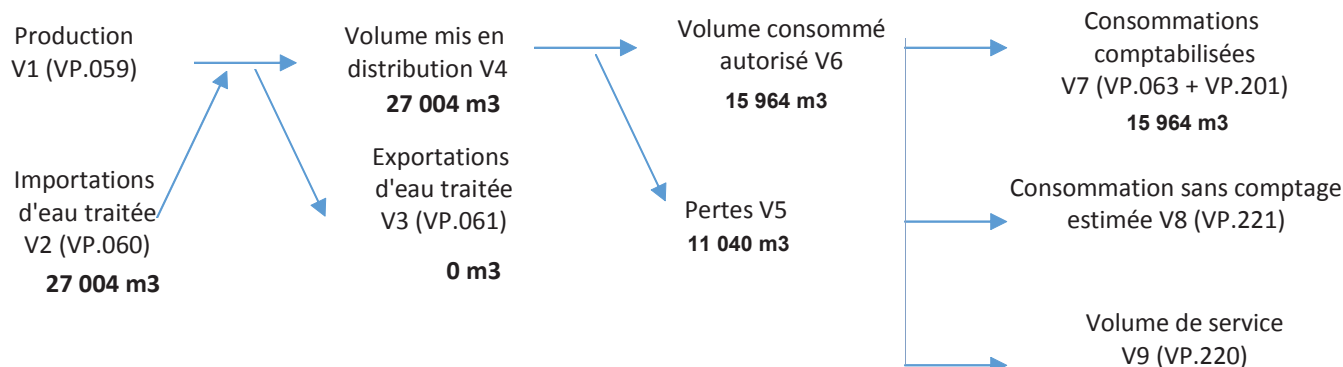 Production
V1 (VP.059)
Importations
d'eau traitée
V2 (VP.060)
27 004 m3
Volume mis en
distribution V4
27 004 m3
Exportations
d'eau traitée
V3 (VP.061)
0 m3
Volume consommé
autorisé V6
15 964 m3
Pertes V5
11 040 m3
Consommations
comptabilisées
V7 (VP.063 + VP.201)
15 964 m3
Consommation sans comptage
estimée V8 (VP.221)
Volume de service
V9 (VP.220)